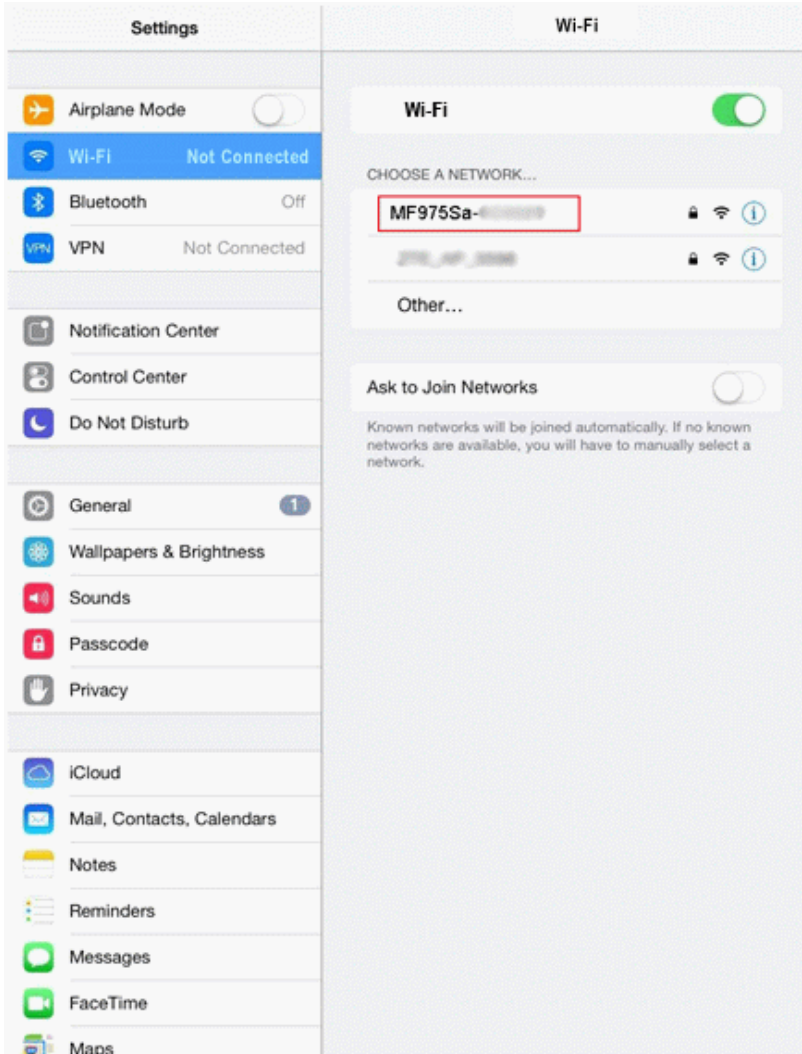 Settings
Airplane Mode
Wi-Fi Not Connected
Bluetooth Off
VPN VPN Not Connected
Notification Center
Control Center
Do Not Disturb
General 1
Wallpapers & Brightness
Sounds
Passcode
Privacy
iCloud
Mail, Contacts, Calendars
Notes
Reminders
Messages
FaceTime
Maps
Wi-Fi
Wi-Fi
CHOOSE A NETWORK...
MF975Sa-
Other...
Ask to Join Networks
Known networks will be joined automatically. If no known
networks are available, you will have to manually select a
network.